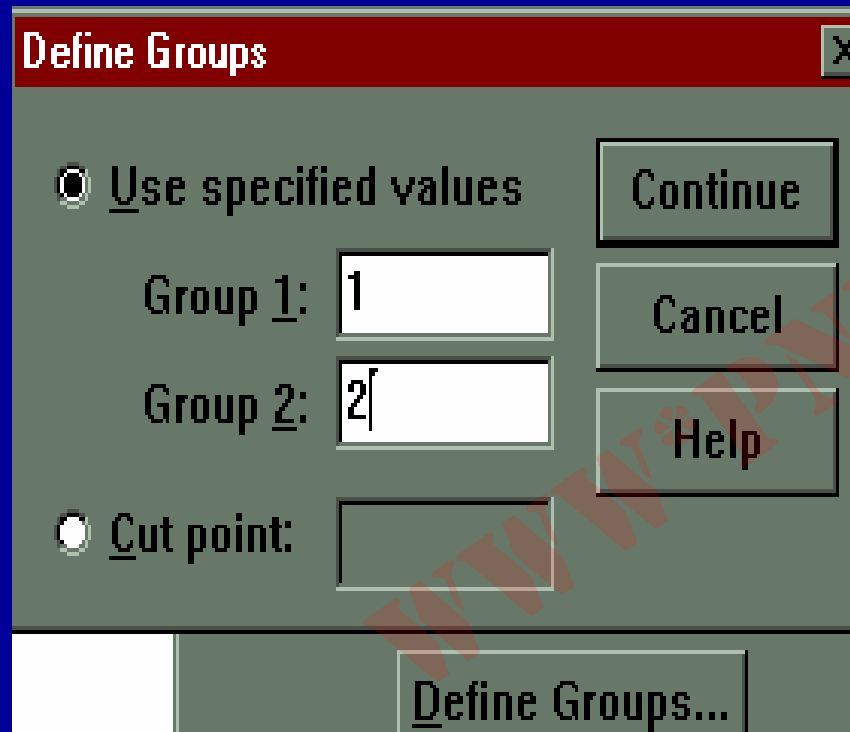 Define Groups
Use specified values
Continue
Group 1: 1
Cancel
Group 2: 2
Help
Cut point:
Define Groups...